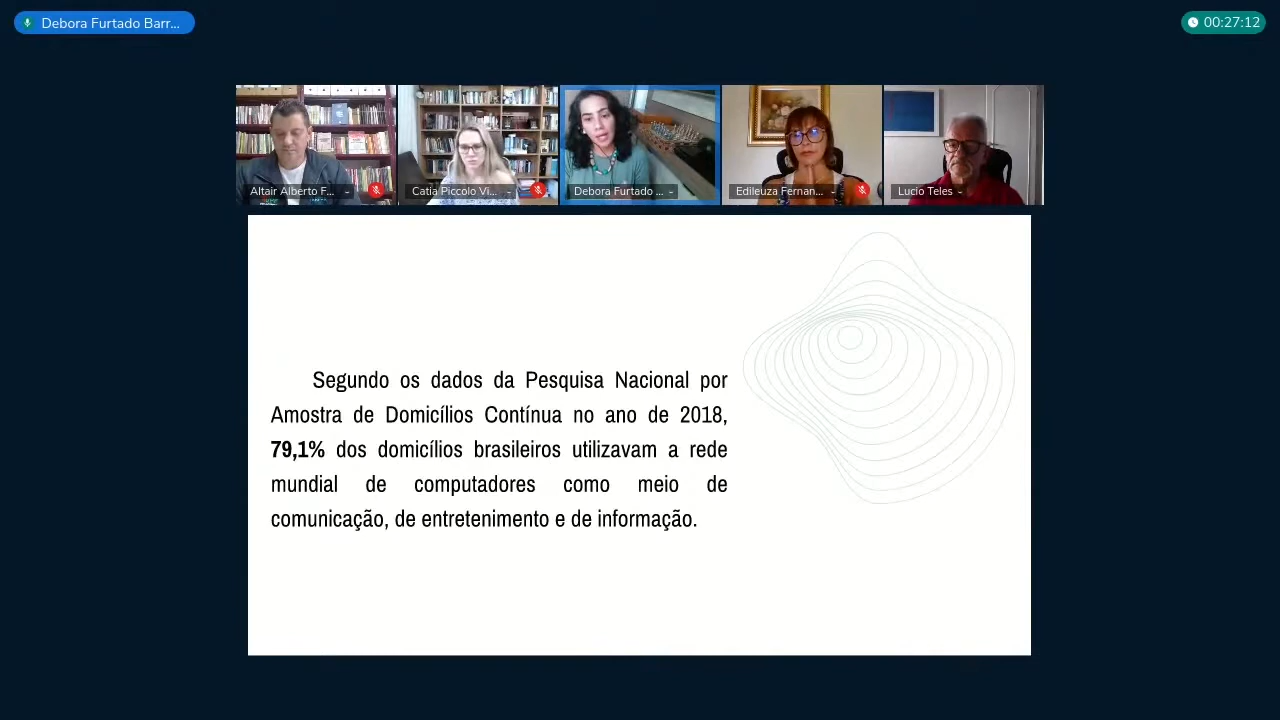 Debora Furtado Barr...
00:27:12
Altair Alberto F...
Catia Piccolo Vi...
Debora Furtado ...
Edileuza Fernan...
Lucio Teles
Segundo os dados da Pesquisa Nacional por
Amostra de Domicílios Contínua no ano de 2018,
79,1% dos domicílios brasileiros utilizavam a rede
mundial de computadores como meio de
comunicação, de entretenimento e de informação.